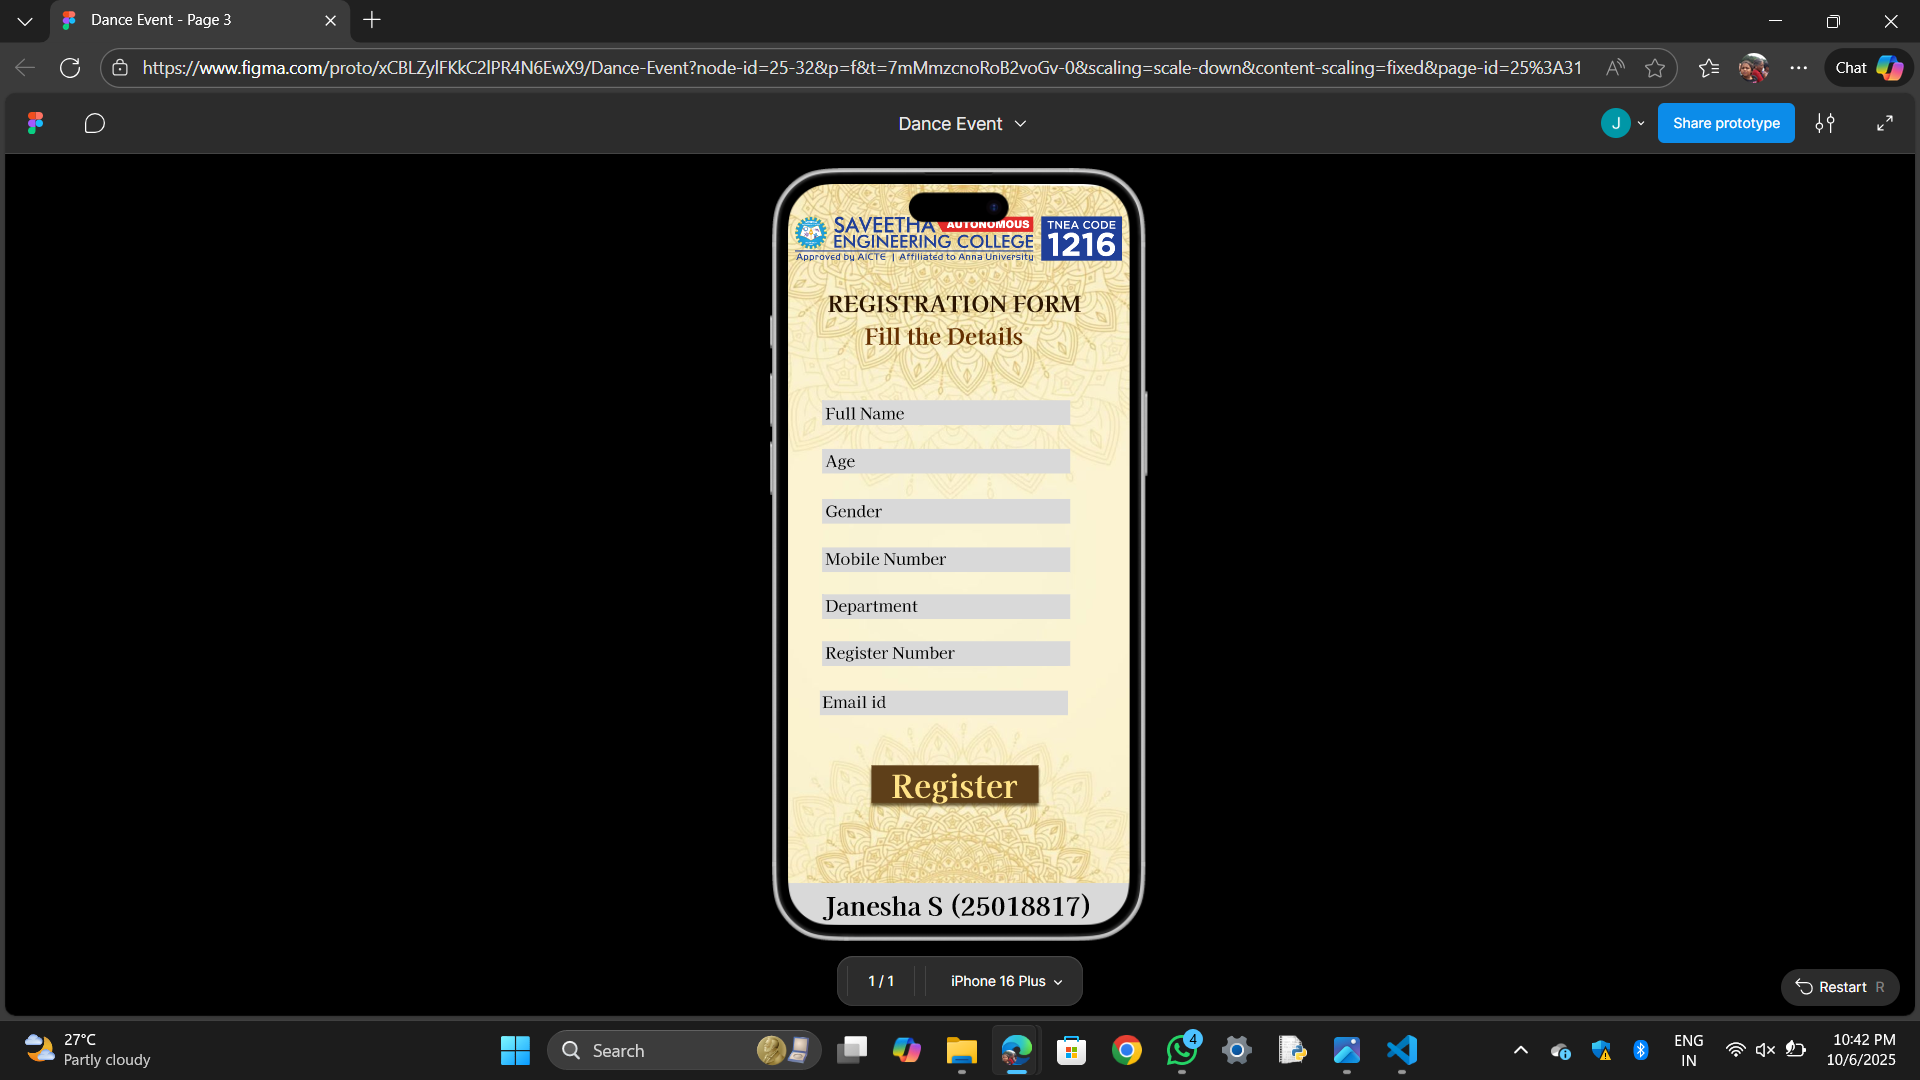 Dance Event - Page 3
https://www.figma.com/proto/xCBLZylFKkC2lPR4N6EwX9/Dance-Event?node-id=25-32&p=f&t=7mMmzcnoRoB2voGv-0&scaling=scale-down&content-scaling=fixed&page-id=25%3A31
Chat
Dance Event
J
Share prototype
SAVEETHA AUTONOMOUS
ENGINEERING COLLEGE
Approved by AICTE | Affiliated to Anna University
TNEA CODE
1216
REGISTRATION FORM
Fill the Details
Full Name
Age
Gender
Mobile Number
Department
Register Number
Email id
Register
Janesha S (25018817)
1 / 1
iPhone 16 Plus
Restart R
27°C
Partly cloudy
Search
4
ENG
IN
10:42 PM
10/6/2025